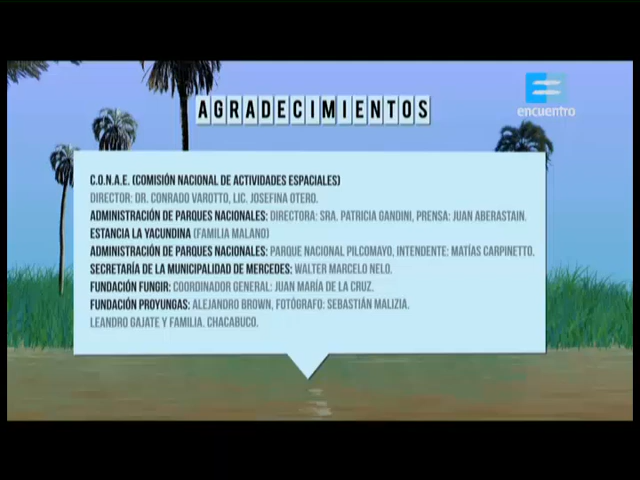 AGRADECIMIENTOS
encuentro
C.O.N.A.E. (COMISIÓN NACIONAL DE ACTIVIDADES ESPACIALES)
DIRECTOR: DR. CONRADO VAROTTO, LIC. JOSEFINA OTERO.
ADMINISTRACIÓN DE PARQUES NACIONALES: DIRECTORA: SRA. PATRICIA GANDINI, PRENSA: JUAN ABERASTAIN.
ESTANCIA LA YACUNDINA (FAMILIA MALANO)
ADMINISTRACIÓN DE PARQUES NACIONALES: PARQUE NACIONAL PILCOMAYO, INTENDENTE: MATÍAS CARPINETTO.
SECRETARÍA DE LA MUNICIPALIDAD DE MERCEDES: WALTER MARCELO NELO.
FUNDACIÓN FUNGIR: COORDINADOR GENERAL: JUAN MARÍA DE LA CRUZ.
FUNDACIÓN PROYUNGAS: ALEJANDRO BROWN, FOTÓGRAFO: SEBASTIÁN MALIZIA.
LEANDRO GAJATE Y FAMILIA. CHACABUCO.